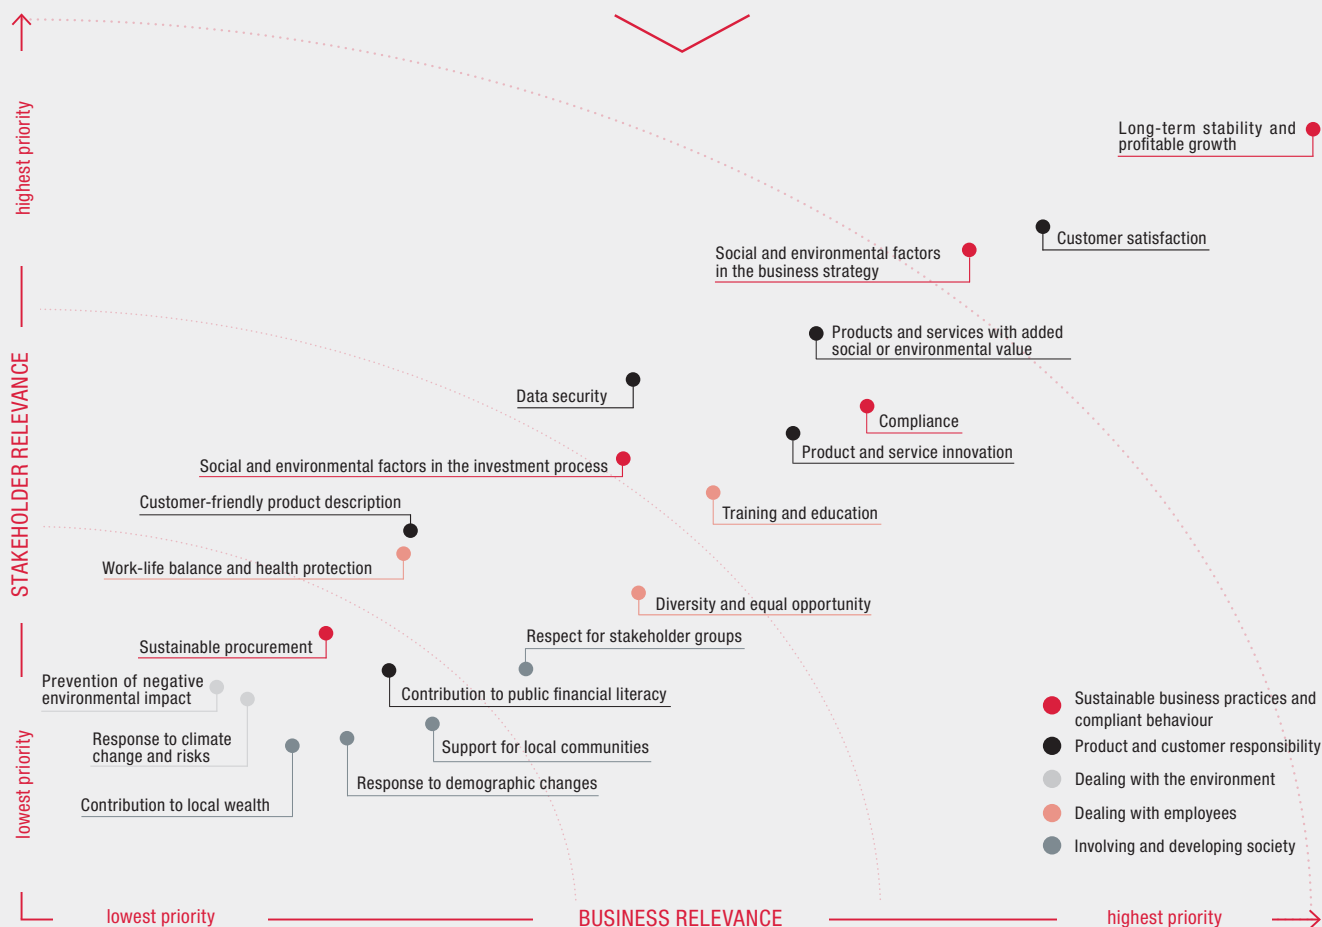 highest priority
STAKEHOLDER RELEVANCE
lowest priority
Long-term stability and
profitable growth
Customer satisfaction
Social and environmental factors
in the business strategy
Products and services with added
social or environmental value
Data security
Compliance
Product and service innovation
Social and environmental factors in the investment process
Customer-friendly product description
Training and education
Work-life balance and health protection
Diversity and equal opportunity
Respect for stakeholder groups
Sustainable procurement
Prevention of negative
environmental impact
Contribution to public financial literacy
Response to climate
change and risks
Support for local communities
Response to demographic changes
Contribution to local wealth
Sustainable business practices and
compliant behaviour
Product and customer responsibility
Dealing with the environment
Dealing with employees
Involving and developing society
lowest priority
BUSINESS RELEVANCE
highest priority